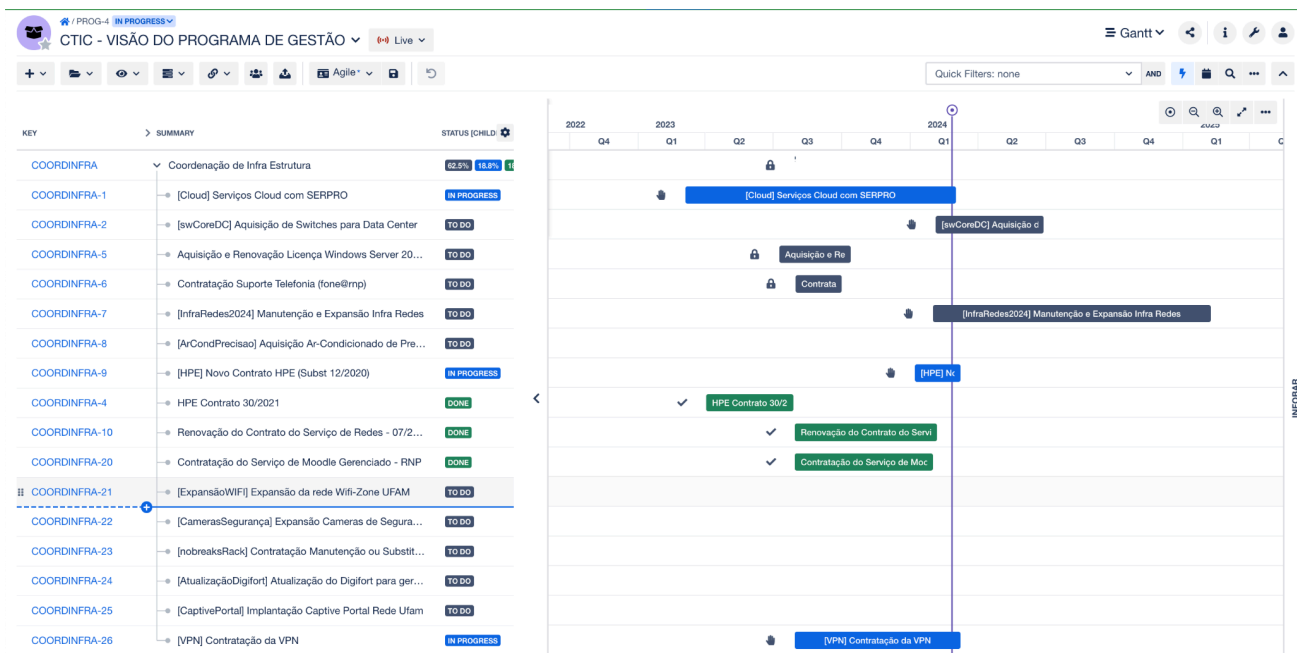 / PROG-4 IN PROGRESS
CTIC - VISÃO DO PROGRAMA DE GESTÃO Live
Gantt
Agile*
Quick Filters: none AND
KEY SUMMARY STATUS [CHILD
2022 2023 2024 2025
Q4 Q1 Q2 Q3 Q4 Q1 Q2 Q3 Q4 Q1
COORDINFRA Coordenação de Infra Estrutura 62.5% 18.8%
COORDINFRA-1 [Cloud] Serviços Cloud com SERPRO IN PROGRESS [Cloud] Serviços Cloud com SERPRO
COORDINFRA-2 [swCoreDC] Aquisição de Switches para Data Center TO DO [swCoreDC] Aquisição d
COORDINFRA-5 Aquisição e Renovação Licença Windows Server 20... TO DO Aquisição e Re
COORDINFRA-6 Contratação Suporte Telefonia (fone@rnp) TO DO Contrata
COORDINFRA-7 [InfraRedes2024] Manutenção e Expansão Infra Redes TO DO [InfraRedes2024] Manutenção e Expansão Infra Redes
COORDINFRA-8 [ArCondPrecisao] Aquisição Ar-Condicionado de Pre... TO DO
COORDINFRA-9 [HPE] Novo Contrato HPE (Subst 12/2020) IN PROGRESS [HPE] No
COORDINFRA-4 HPE Contrato 30/2021 DONE HPE Contrato 30/2
COORDINFRA-10 Renovação do Contrato do Serviço de Redes - 07/2... DONE Renovação do Contrato do Servi
COORDINFRA-20 Contratação do Serviço de Moodle Gerenciado - RNP DONE Contratação do Serviço de Moc
COORDINFRA-21 [ExpansãoWIFI] Expansão da rede Wifi-Zone UFAM TO DO
COORDINFRA-22 [CamerasSegurança] Expansão Cameras de Segura... TO DO
COORDINFRA-23 [nobreaksRack] Contratação Manutenção ou Substit... TO DO
COORDINFRA-24 [AtualizaçãoDigifort] Atualização do Digifort para ger... TO DO
COORDINFRA-25 [CaptivePortal] Implantação Captive Portal Rede Ufam TO DO
COORDINFRA-26 [VPN] Contratação da VPN IN PROGRESS [VPN] Contratação da VPN
INFOBAR